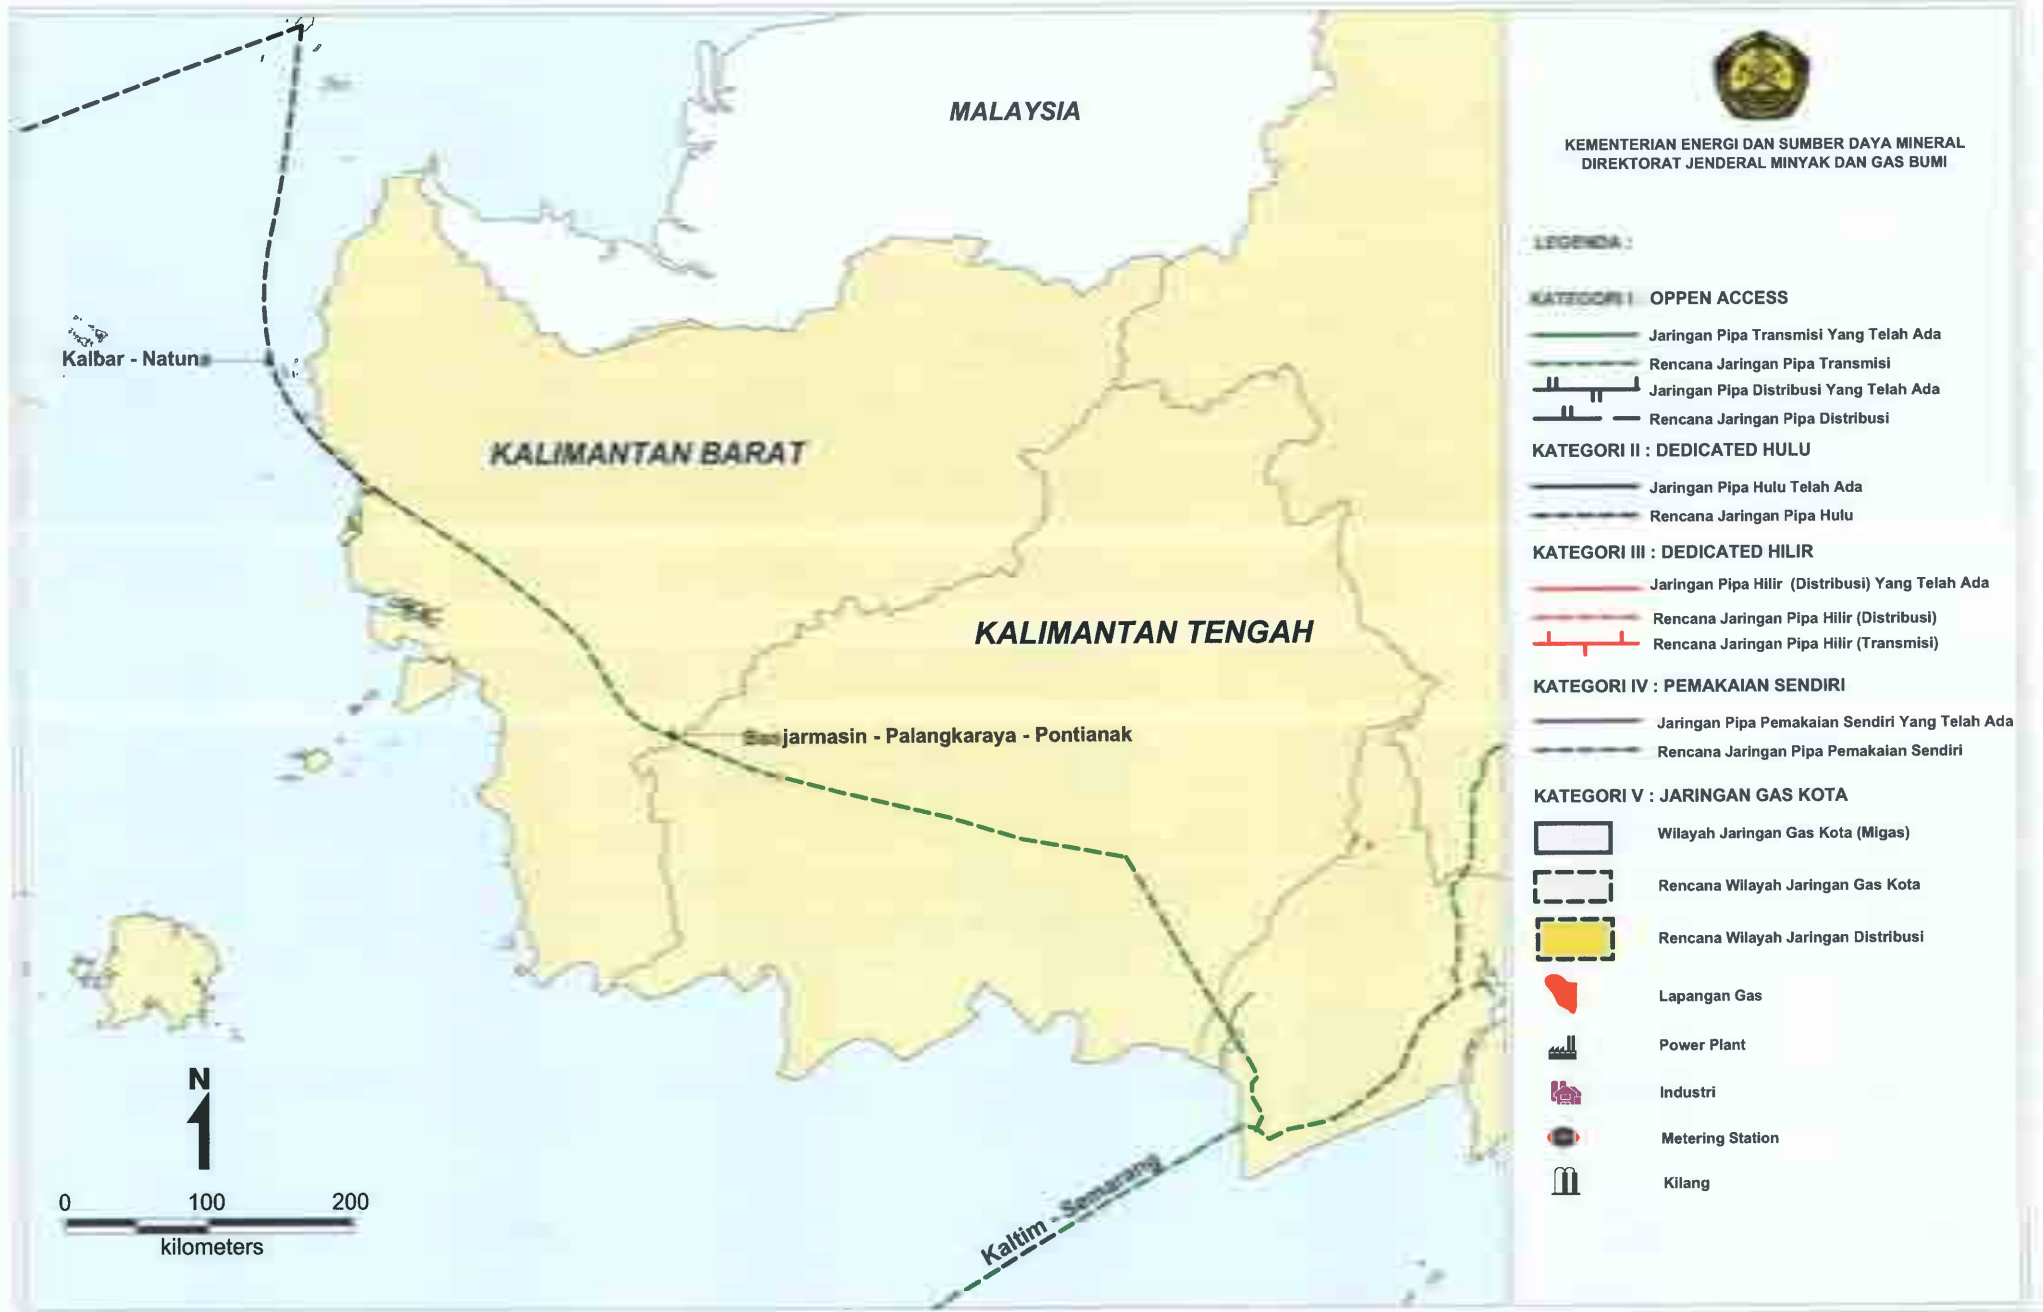 MALAYSIA
Kalbar - Natuna
KALIMANTAN BARAT
KALIMANTAN TENGAH
Banjarmasin - Palangkaraya - Pontianak
Kaltim - Semarang
N
0 100 200
kilometers
KEMENTERIAN ENERGI DAN SUMBER DAYA MINERAL
DIREKTORAT JENDERAL MINYAK DAN GAS BUMI
LEGENDA :
KATEGORI I : OPPEN ACCESS
Jaringan Pipa Transmisi Yang Telah Ada
Rencana Jaringan Pipa Transmisi
Jaringan Pipa Distribusi Yang Telah Ada
Rencana Jaringan Pipa Distribusi
KATEGORI II : DEDICATED HULU
Jaringan Pipa Hulu Telah Ada
Rencana Jaringan Pipa Hulu
KATEGORI III : DEDICATED HILIR
Jaringan Pipa Hilir (Distribusi) Yang Telah Ada
Rencana Jaringan Pipa Hilir (Distribusi)
Rencana Jaringan Pipa Hilir (Transmisi)
KATEGORI IV : PEMAKAIAN SENDIRI
Jaringan Pipa Pemakaian Sendiri Yang Telah Ada
Rencana Jaringan Pipa Pemakaian Sendiri
KATEGORI V : JARINGAN GAS KOTA
Wilayah Jaringan Gas Kota (Migas)
Rencana Wilayah Jaringan Gas Kota
Rencana Wilayah Jaringan Distribusi
Lapangan Gas
Power Plant
Industri
Metering Station
Kilang